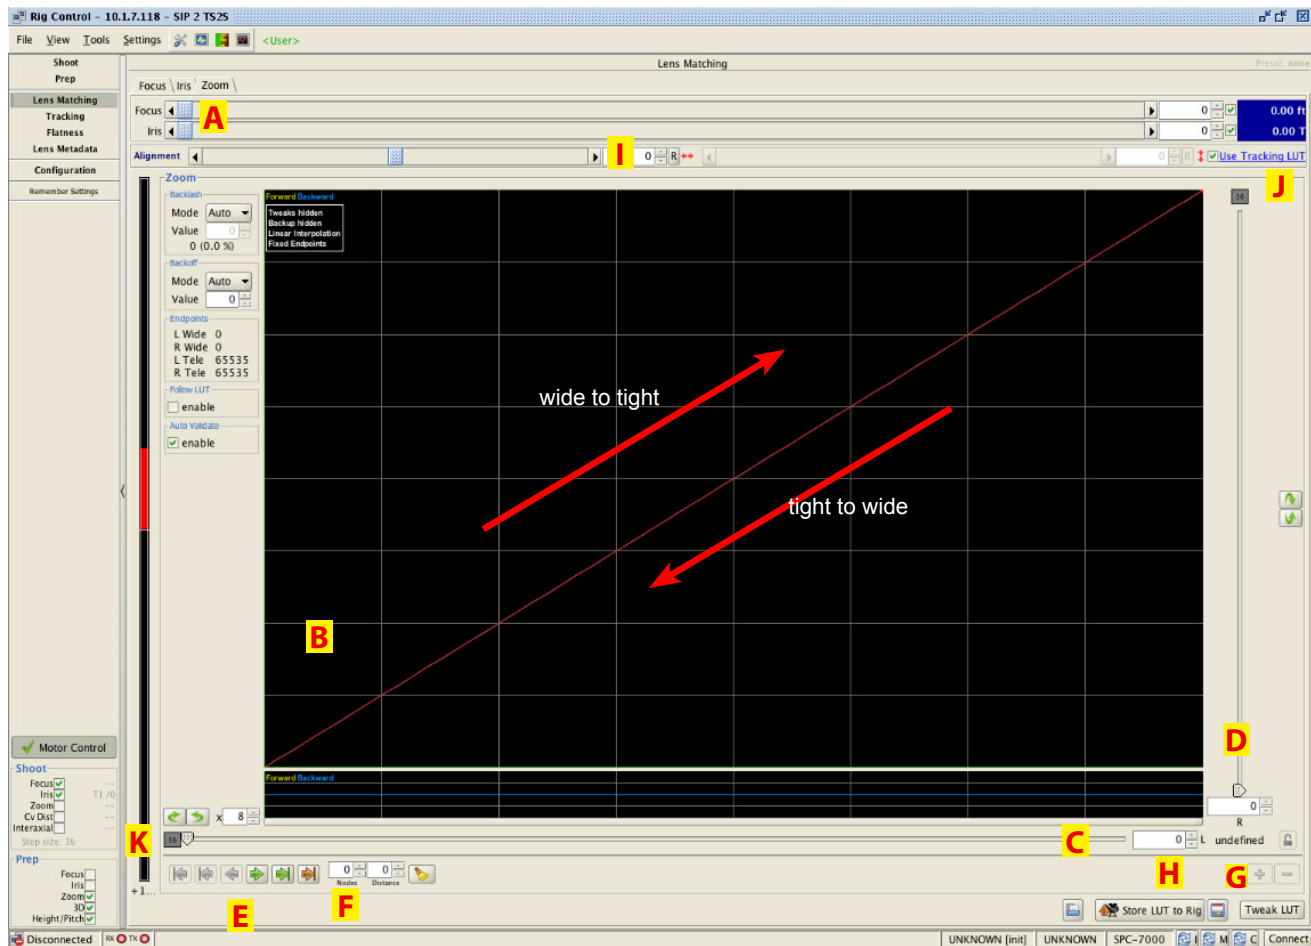 Rig Control - 10.1.7.118 - SIP 2 TS2S
File View Tools Settings <User>
Shoot
Prep
Lens Matching
Tracking
Flatness
Lens Metadata
Configuration
Remember Settings
Lens Matching Preset: none
Focus Iris Zoom
Focus A 0 0.00 ft
Iris 0 0.00 T
Alignment I 0 R 0 R Use Tracking LUT
J
Zoom
Backlash
Mode Auto
Value 0
0 (0.0 %)
Backoff
Mode Auto
Value 0
Endpoints
L Wide 0
R Wide 0
L Tele 65535
R Tele 65535
Follow LUT
enable
Auto Validate
enable
Forward Backward
Tweaks hidden
Backup hidden
Linear Interpolation
Fixed Endpoints
16
wide to tight
tight to wide
B
D
0
R
Forward Backward
x 8
K 16 C 0 L undefined
+1...
0 0
Nodes Distance
E F H G
Store LUT to Rig Tweak LUT
Motor Control
Shoot
Focus --
Iris T1 /0
Zoom --
Cv Dist --
Interaxial --
Step size: 16
Prep
Focus
Iris
Zoom
3D
Height/Pitch
Disconnected RX TX UNKNOWN [init] UNKNOWN SPC-7000 I M C Connect